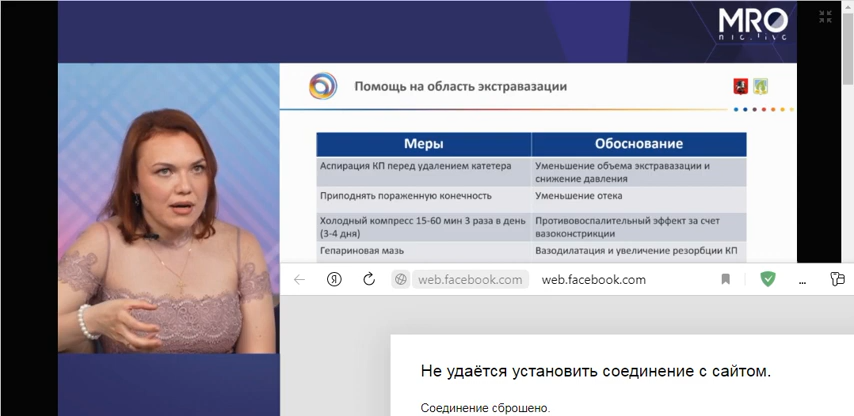 MRO
Помощь на область экстравазации
Меры
Обоснование
Аспирация КП перед удалением катетера
Уменьшение объема экстравазации и
снижение давления
Приподнять пораженную конечность
Уменьшение отека
Холодный компресс 15-60 мин 3 раза в день
(3-4 дня)
Противовоспалительный эффект за счет
вазоконстрикции
Гепариновая мазь
Вазодилатация и увеличение резорбции КП
Я
web.facebook.com
web.facebook.com
...
Не удаётся установить соединение с сайтом.
Соединение сброшено.